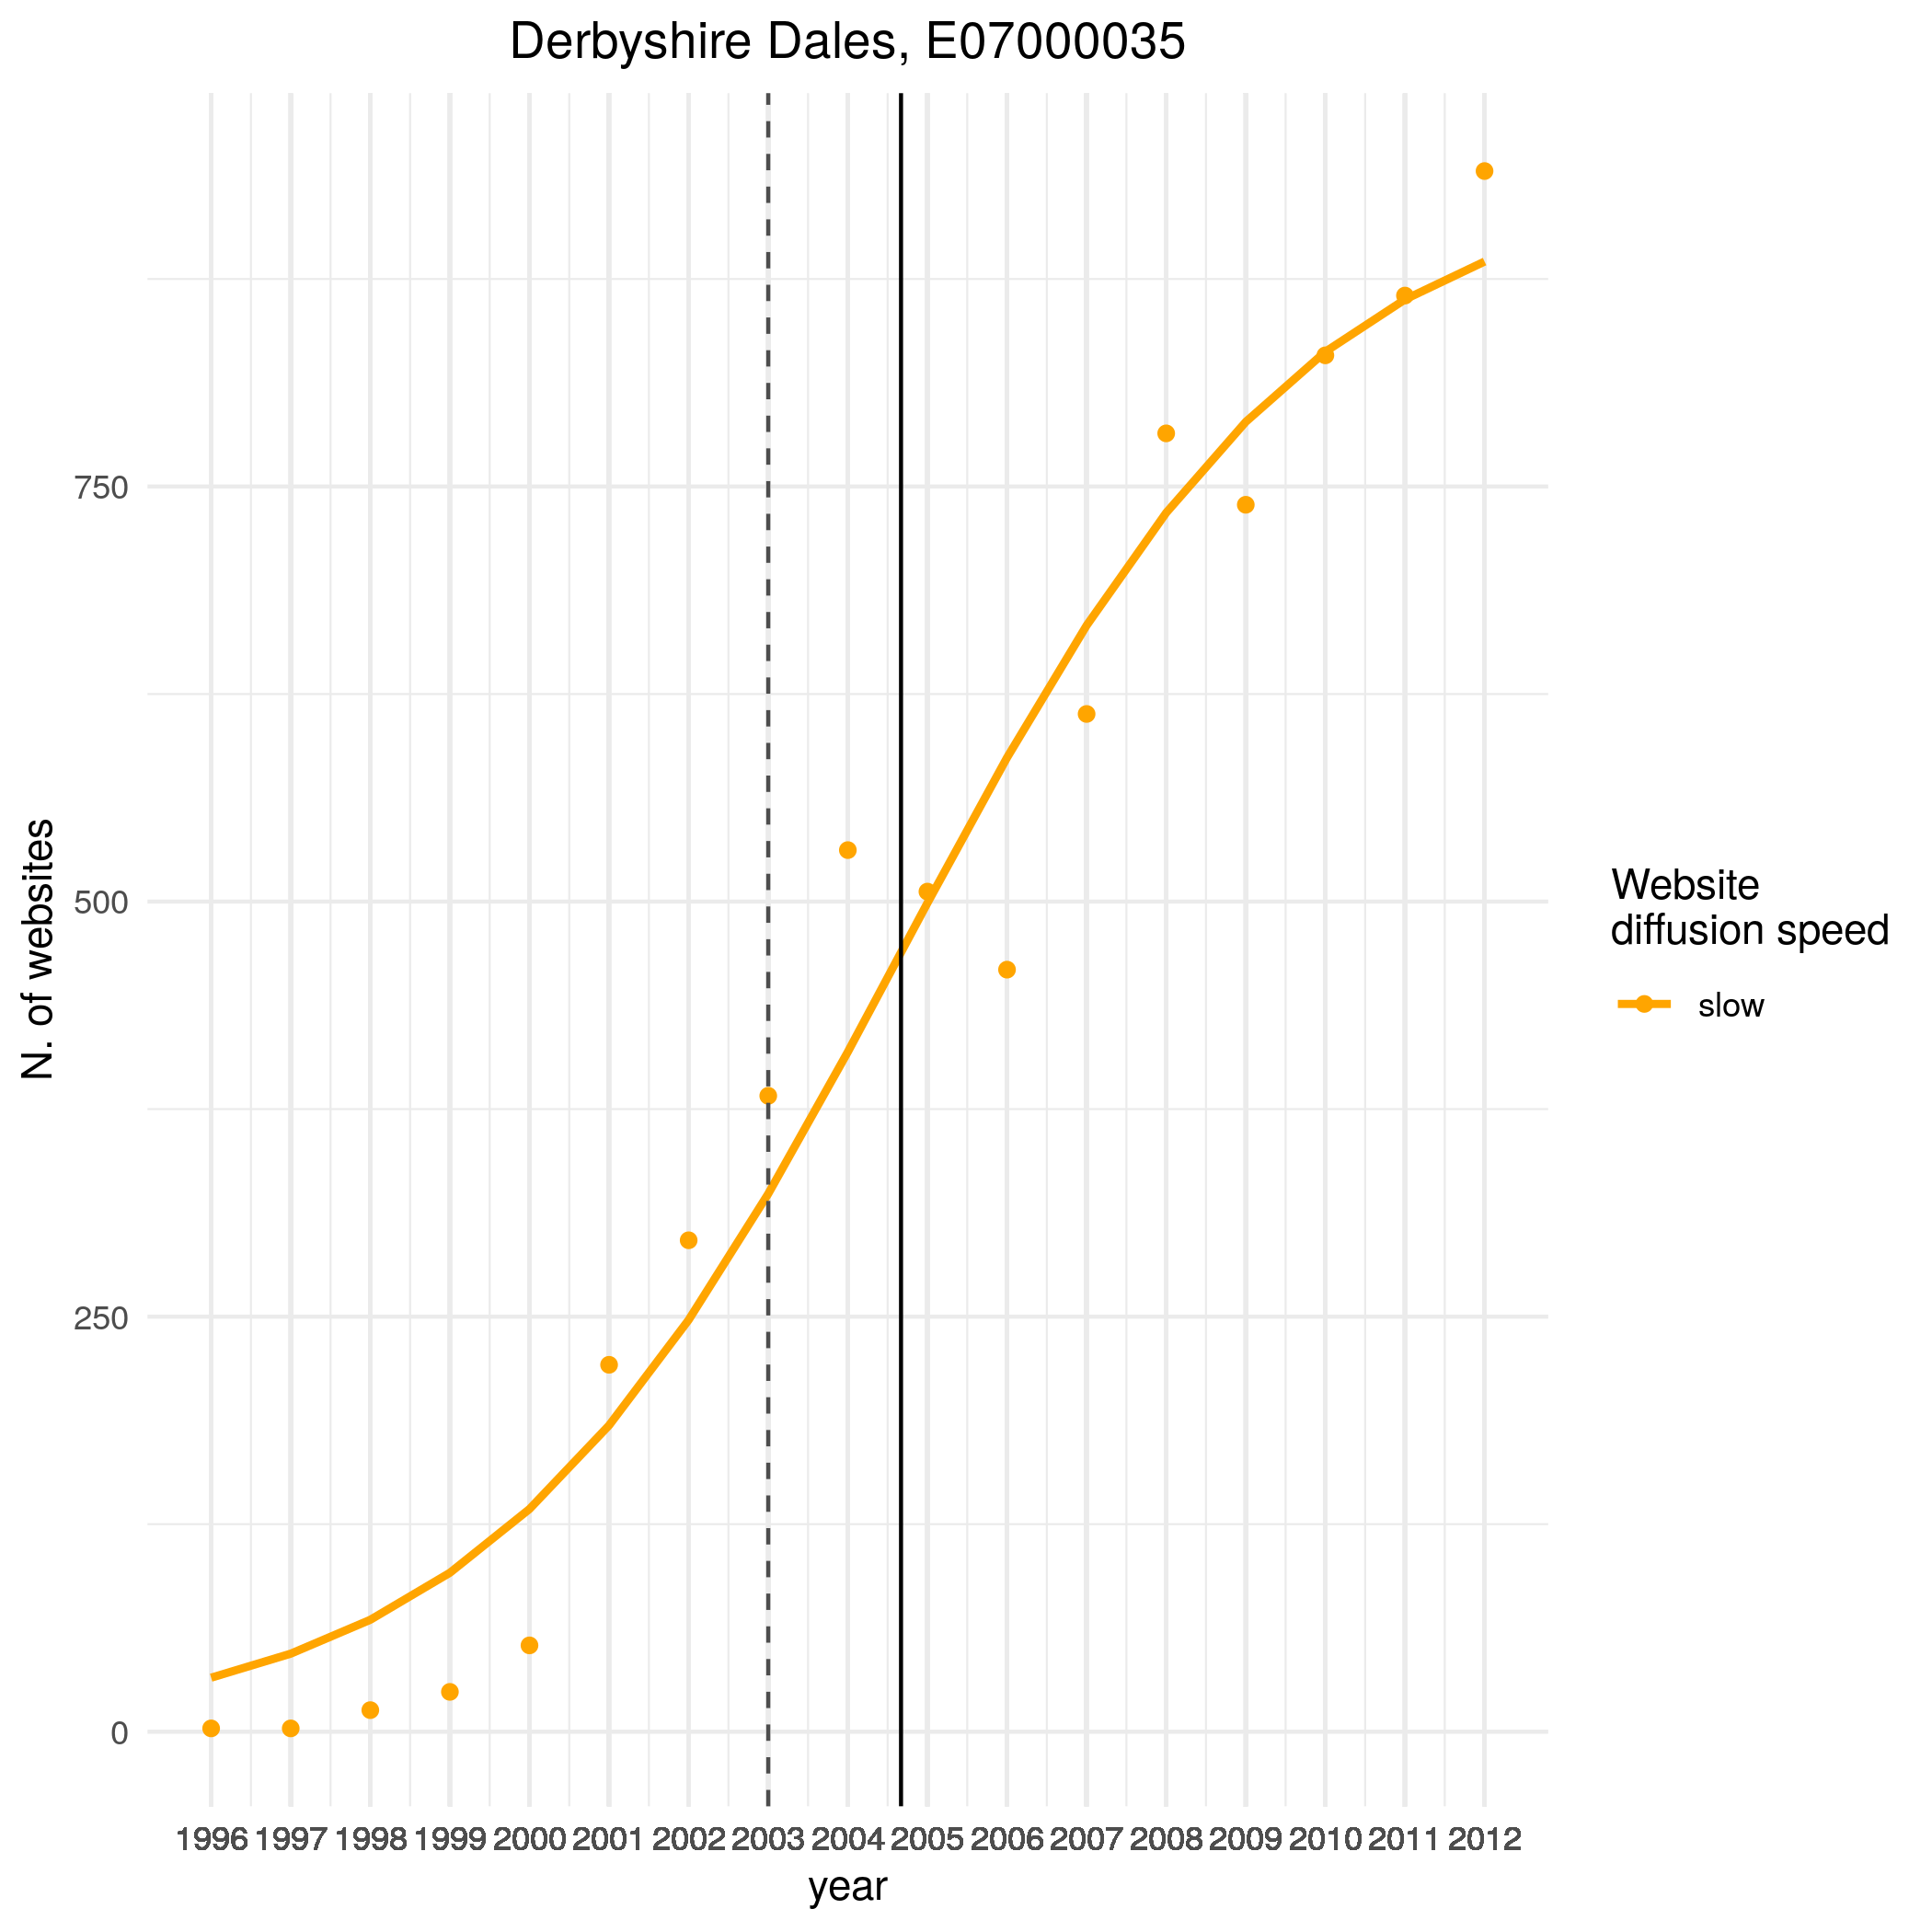 Derbyshire Dales, E07000035
N. of websites
750
500
250
0
1996 1997 1998 1999 2000 2001 2002 2003 2004 2005 2006 2007 2008 2009 2010 2011 2012
year
Website
diffusion speed
slow